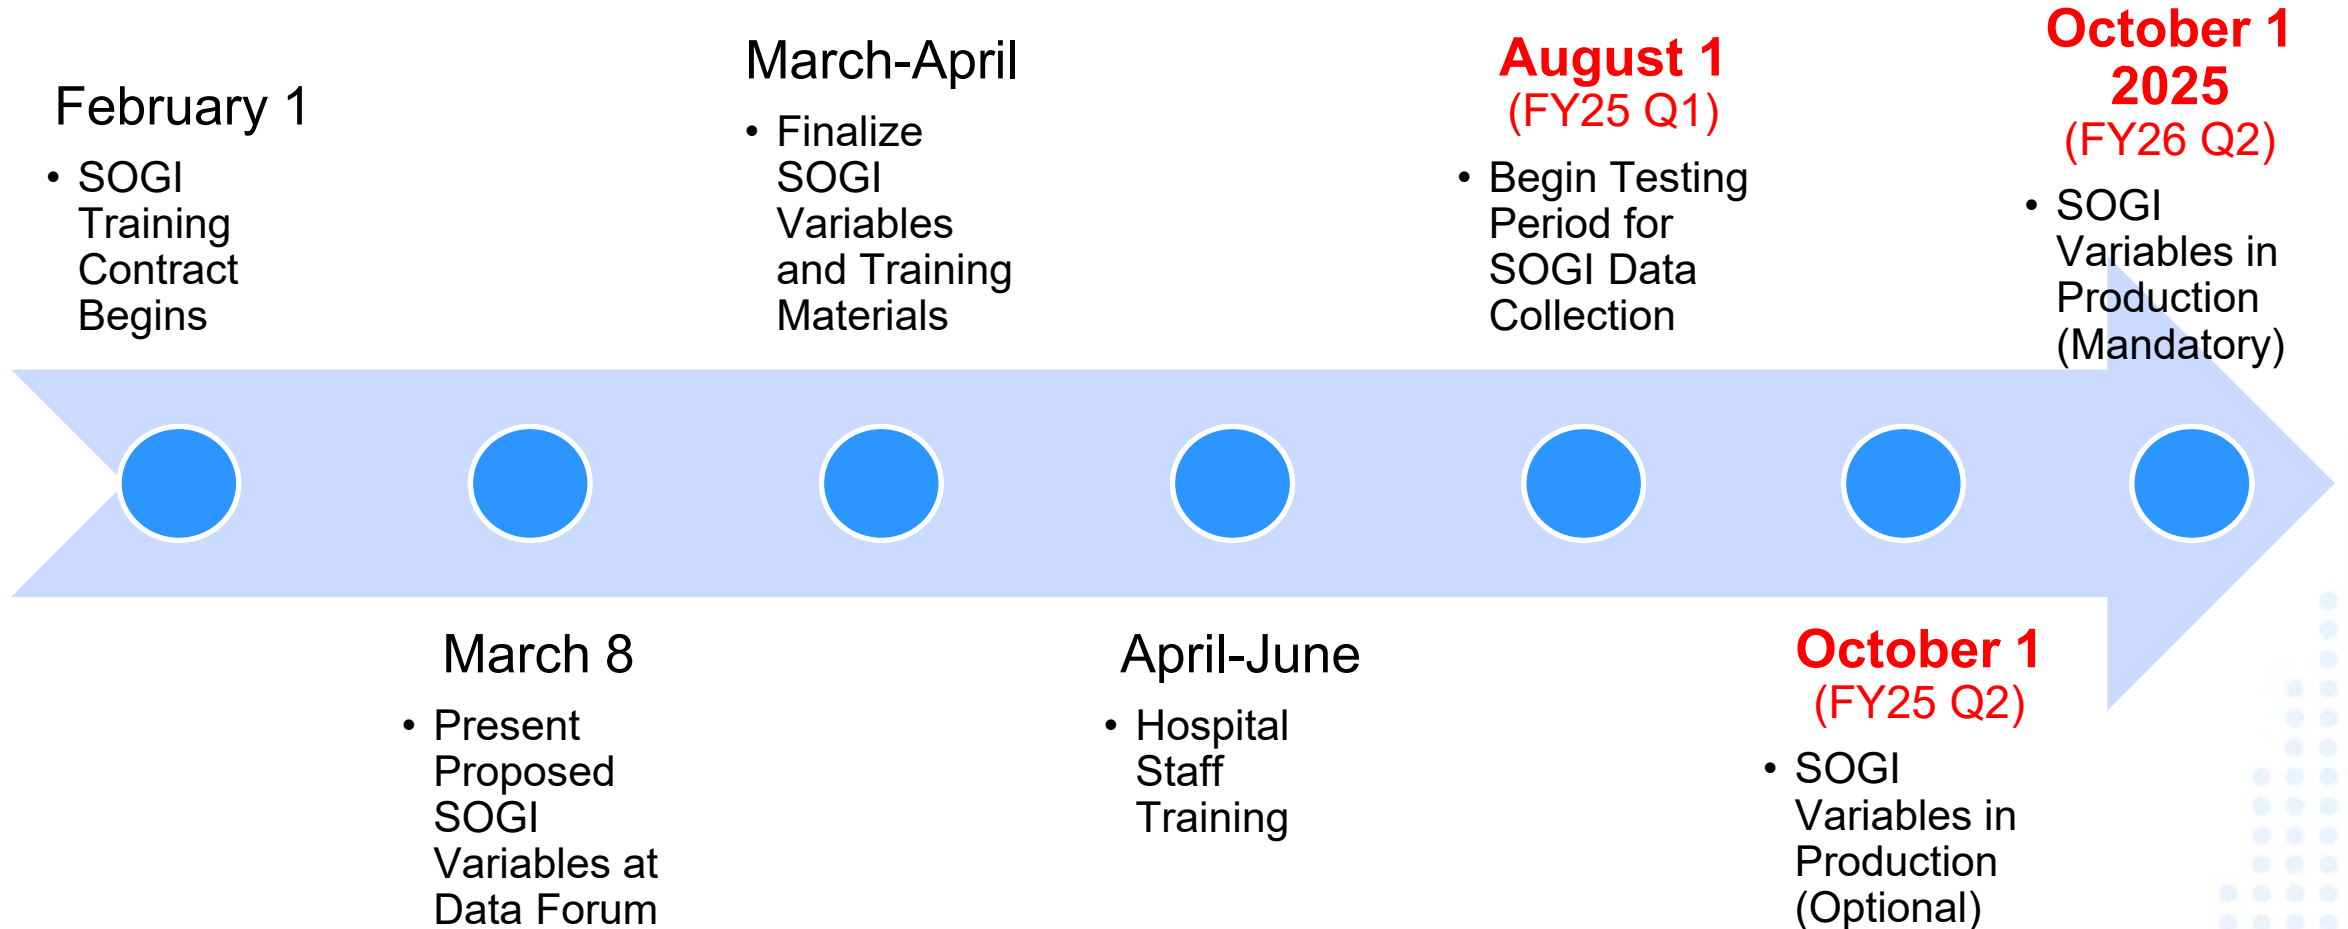 February 1
• SOGI
Training
Contract
Begins
March 8
• Present
Proposed
SOGI
Variables at
Data Forum
March-April
• Finalize
SOGI
Variables
and Training
Materials
April-June
• Hospital
Staff
Training
August 1
(FY25 Q1)
• Begin Testing
Period for
SOGI Data
Collection
October 1
(FY25 Q2)
• SOGI
Variables in
Production
(Optional)
October 1
2025
(FY26 Q2)
• SOGI
Variables in
Production
(Mandatory)